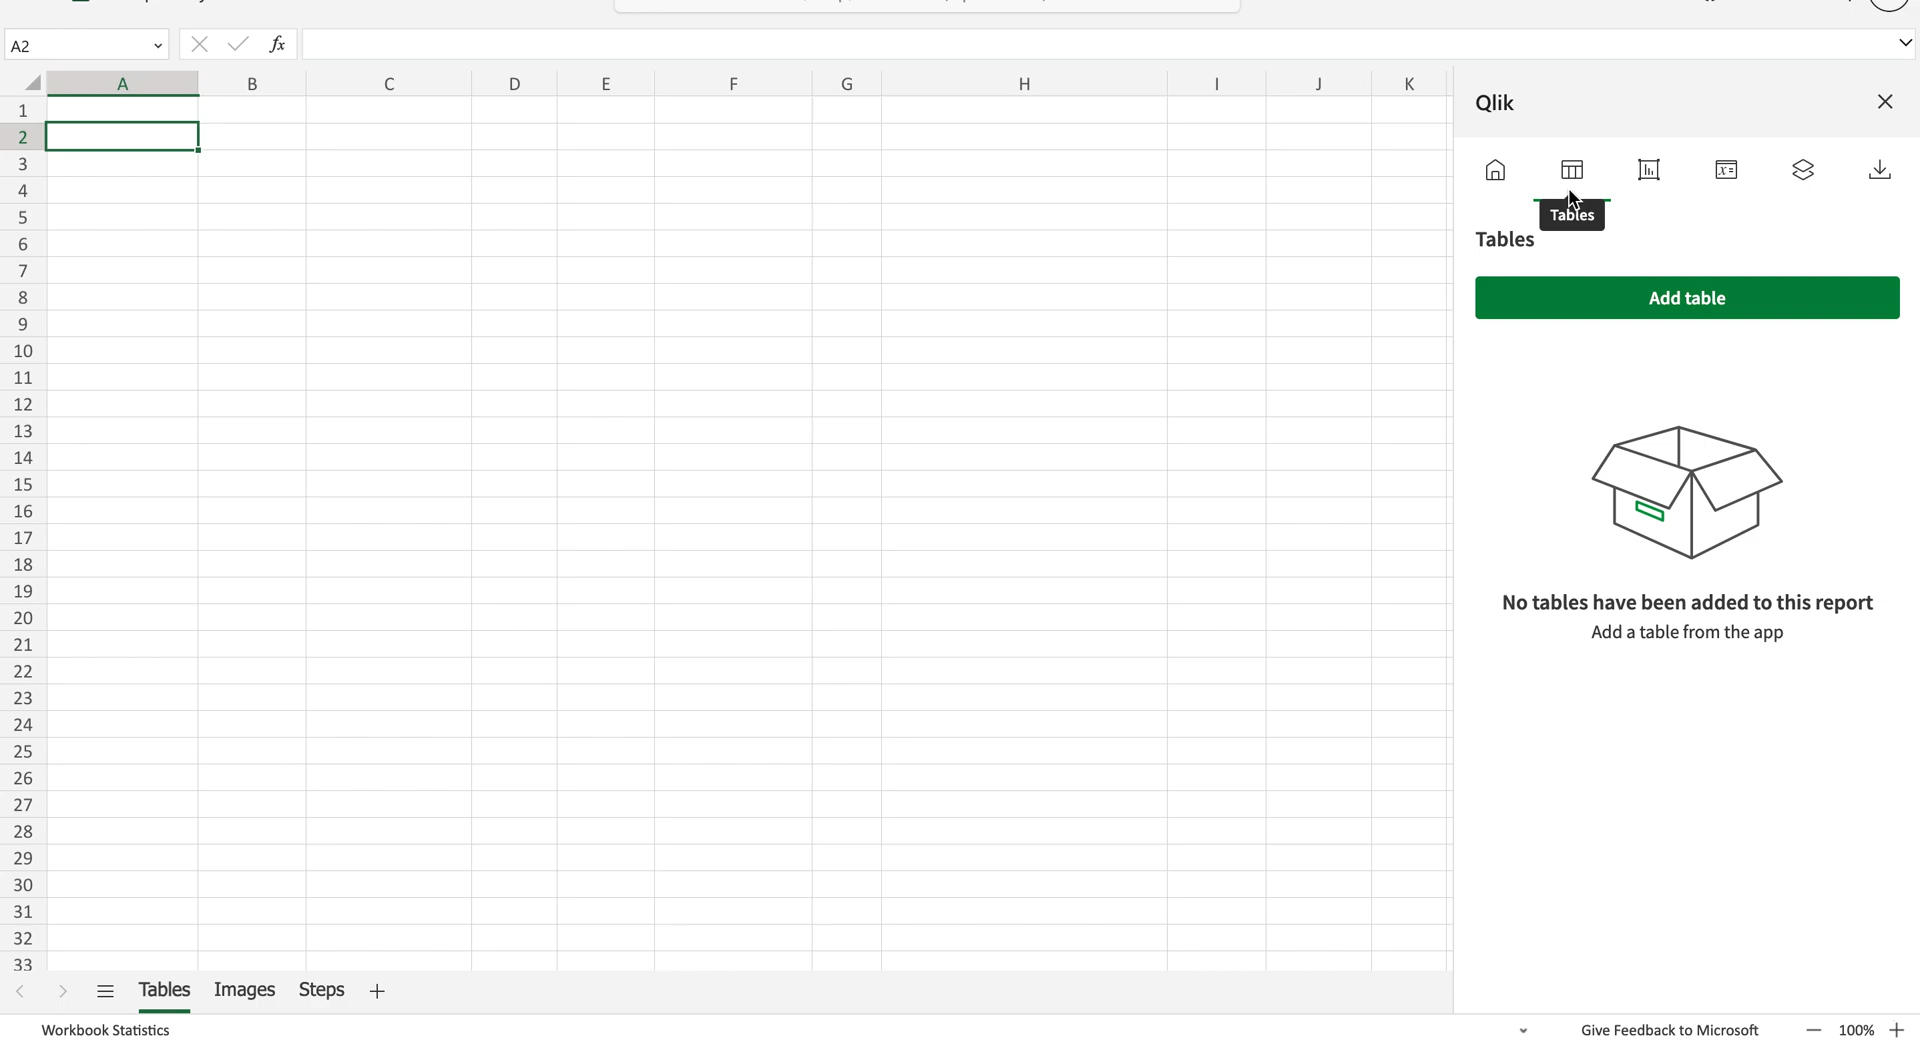 A2
fx
A B C D E F G H I J K
1
2
3
4
5
6
7
8
9
10
11
12
13
14
15
16
17
18
19
20
21
22
23
24
25
26
27
28
29
30
31
32
33
Qlik
x=
Tables
Tables
Add table
No tables have been added to this report
Add a table from the app
Tables Images Steps
Workbook Statistics
Give Feedback to Microsoft
100%